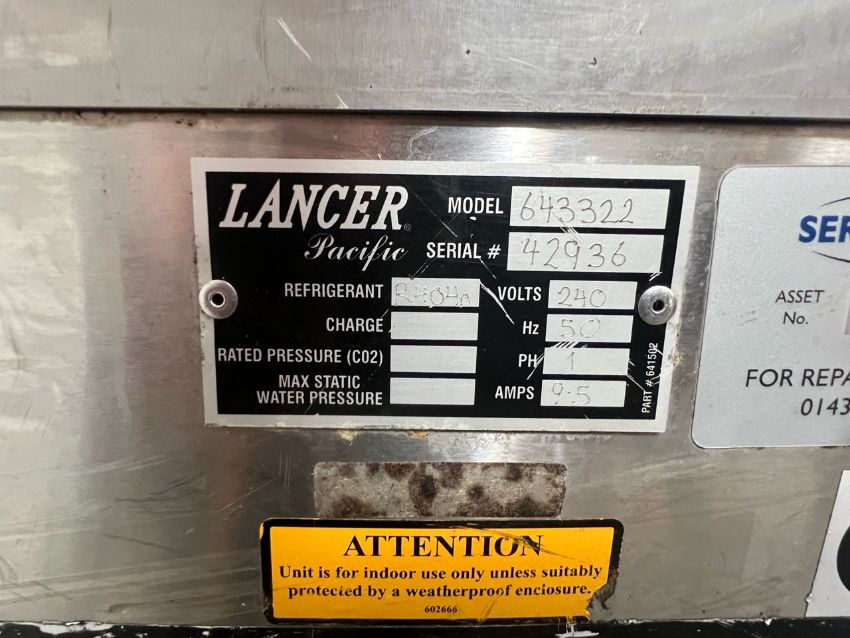 LANCER®
Pacific
MODEL 643322
SERIAL # 42936
REFRIGERANT R404A
CHARGE
RATED PRESSURE (CO2)
MAX STATIC
WATER PRESSURE
VOLTS 240
Hz 50
PH 1
AMPS 9.5
PART # 641502
SER
ASSET
No.
FOR REPA
0143
ATTENTION
Unit is for indoor use only unless suitably
protected by a weatherproof enclosure.
602666